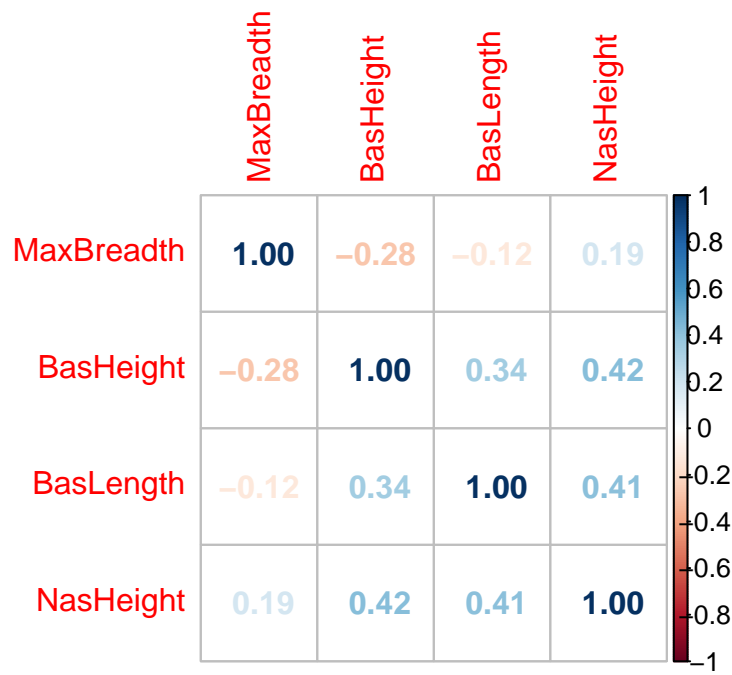 MaxBreadth
BasHeight
BasLength
NasHeight
MaxBreadth 1.00 −0.28 −0.12 0.19
BasHeight −0.28 1.00 0.34 0.42
BasLength −0.12 0.34 1.00 0.41
NasHeight 0.19 0.42 0.41 1.00
1
0.8
0.6
0.4
0.2
0
−0.2
−0.4
−0.6
−0.8
−1